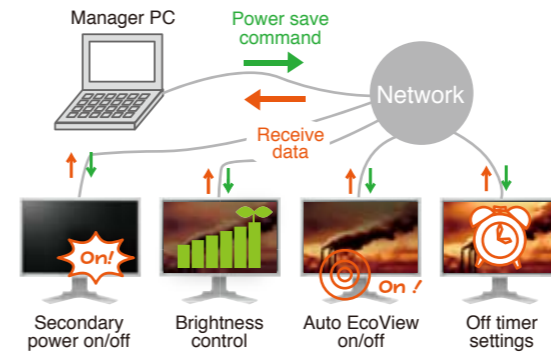 Manager PC
Power save
command
Network
Receive
data
On!
On !
Secondary
power on/off
Brightness
control
Auto EcoView
on/off
Off timer
settings